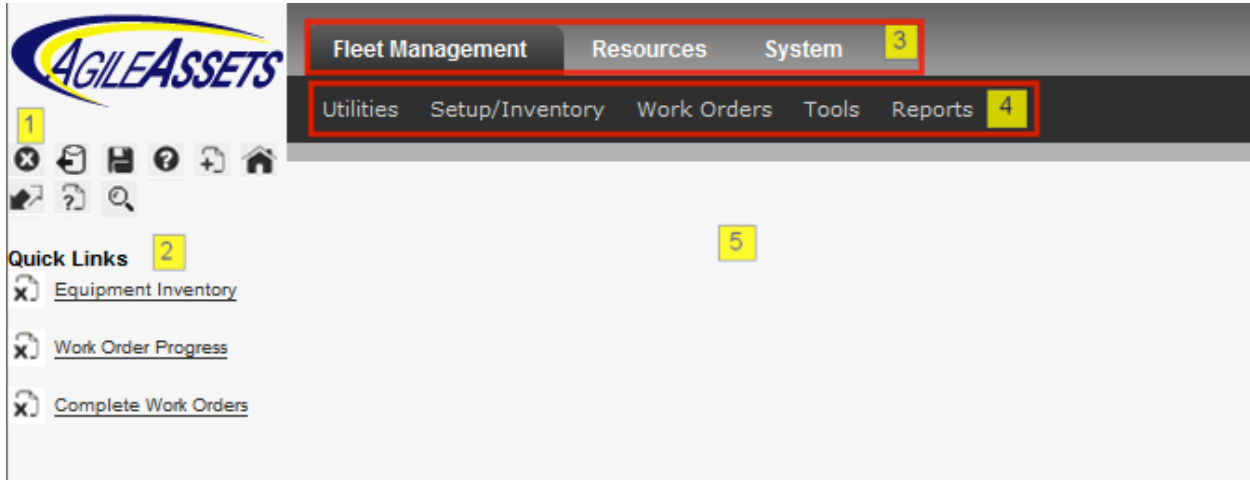 AGILEASSETS
Fleet Management Resources System 3
Utilities Setup/Inventory Work Orders Tools Reports 4
1
Quick Links 2
5
Equipment Inventory
Work Order Progress
Complete Work Orders